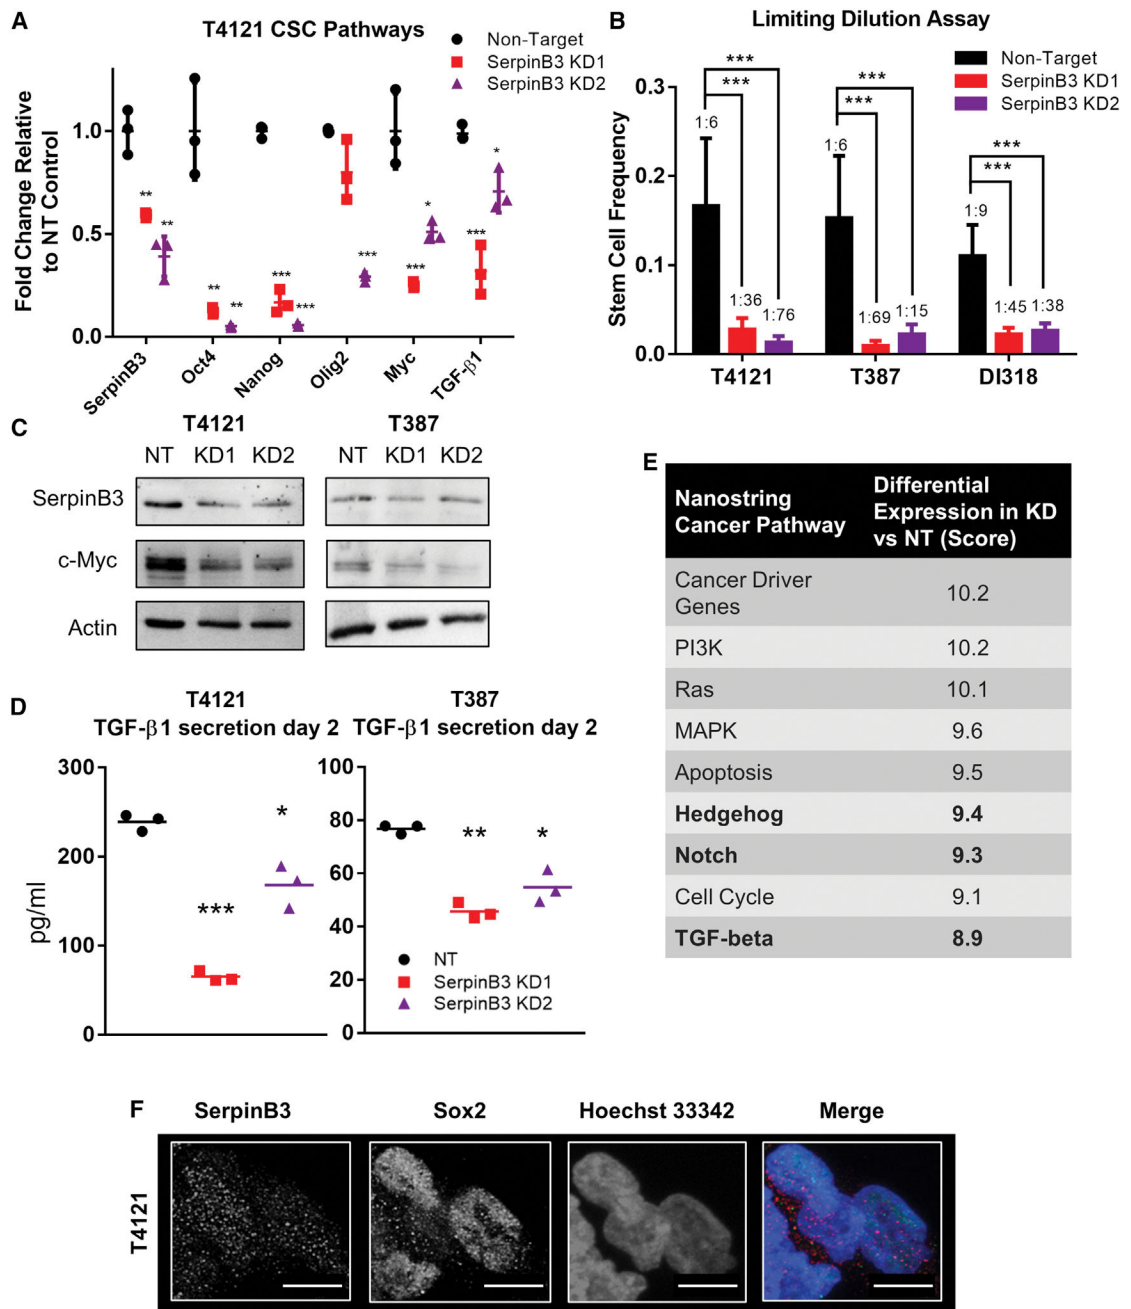 A
T4121 CSC Pathways
Non-Target
SerpinB3 KD1
SerpinB3 KD2
Fold Change Relative
to NT Control
1.0
0.5
0.0
**
**
**
**
***
***
***
***
*
***
*
SerpinB3
Oct4
Nanog
Olig2
Myc
TGF-β1
B
Limiting Dilution Assay
Non-Target
SerpinB3 KD1
SerpinB3 KD2
Stem Cell Frequency
0.3
0.2
0.1
0.0
***
***
1:6
1:36
1:76
***
***
1:6
1:69
1:15
***
***
1:9
1:45
1:38
T4121
T387
DI318
C
T4121
T387
NT KD1 KD2
NT KD1 KD2
SerpinB3
c-Myc
Actin
D
T4121
TGF-β1 secretion day 2
pg/ml
300
200
100
0
***
*
T387
TGF-β1 secretion day 2
100
80
60
40
20
0
**
*
NT
SerpinB3 KD1
SerpinB3 KD2
E
Nanostring
Cancer Pathway
Differential
Expression in KD
vs NT (Score)
Cancer Driver
Genes
10.2
PI3K 10.2
Ras 10.1
MAPK 9.6
Apoptosis 9.5
Hedgehog 9.4
Notch 9.3
Cell Cycle 9.1
TGF-beta 8.9
F
SerpinB3 Sox2 Hoechst 33342 Merge
T4121